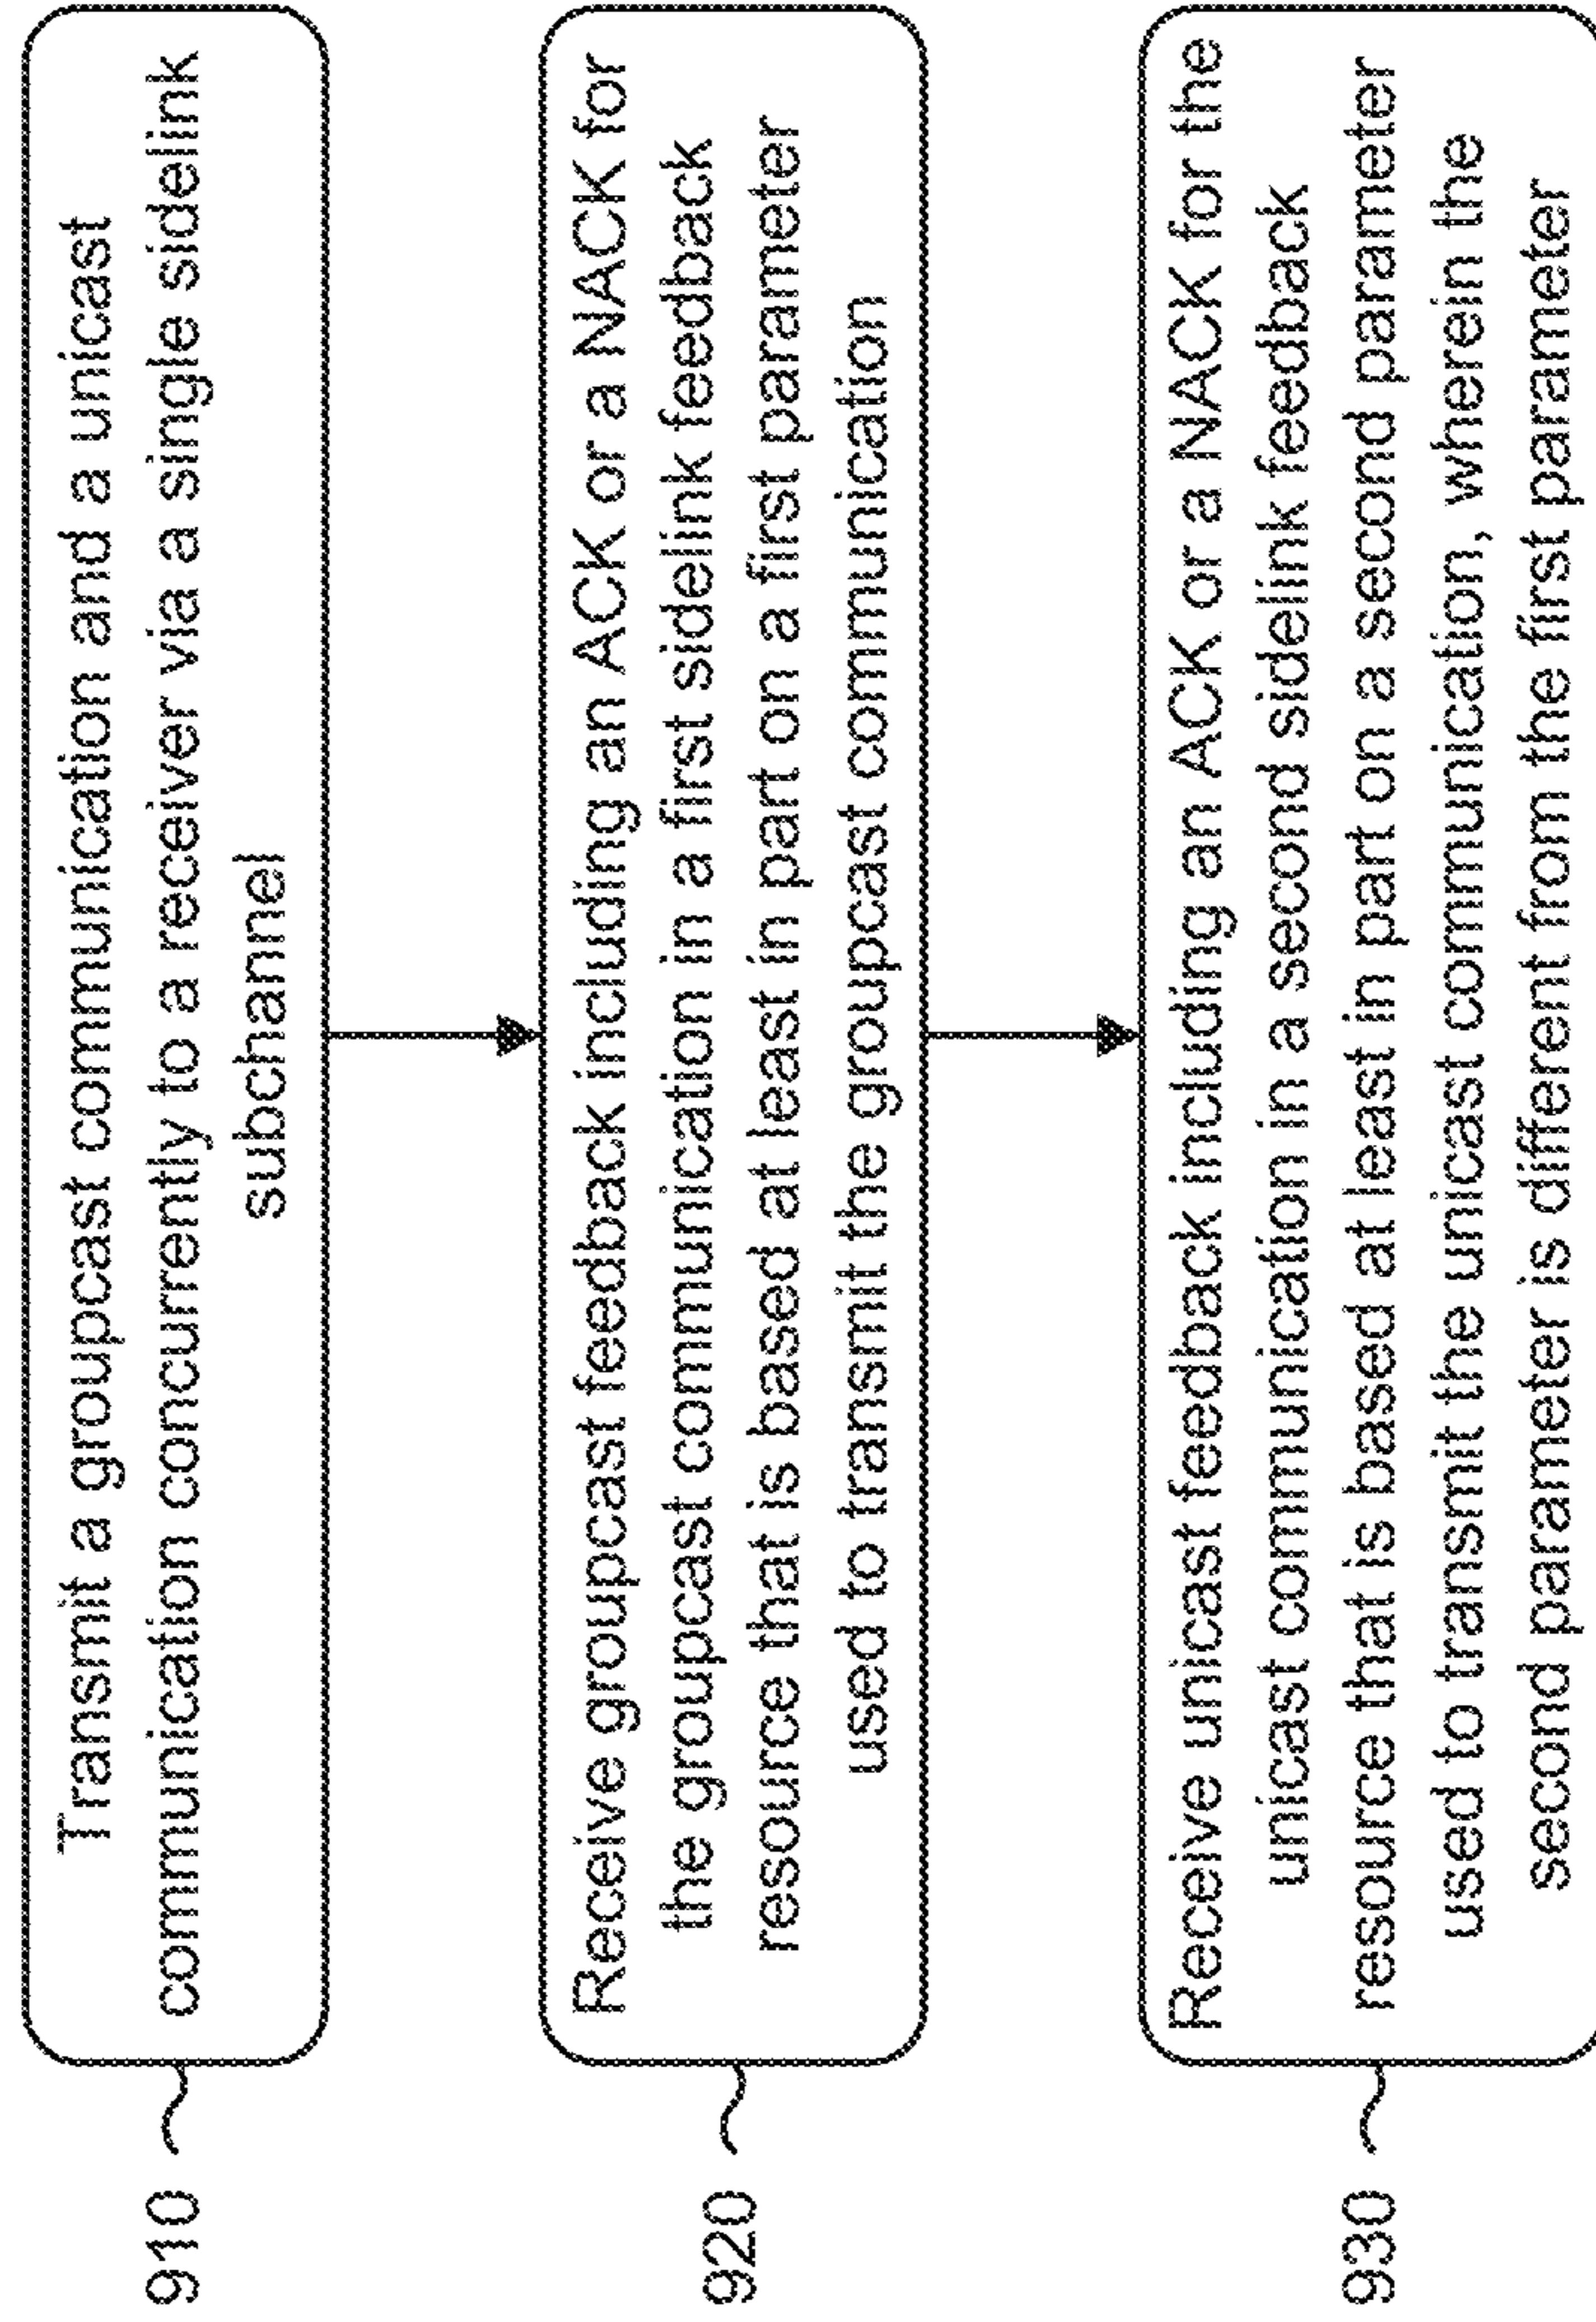 910
Transmit a groupcast communication and a unicast
communication concurrently to a receiver via a single sidelink
subchannel
920
Receive groupcast feedback including an ACK or a NACK for
the groupcast communication in a first sidelink feedback
resource that is based at least in part on a first parameter
used to transmit the groupcast communication
930
Receive unicast feedback including an ACK or a NACK for the
unicast communication in a second sidelink feedback
resource that is based at least in part on a second parameter
used to transmit the unicast communication, wherein the
second parameter is different from the first parameter